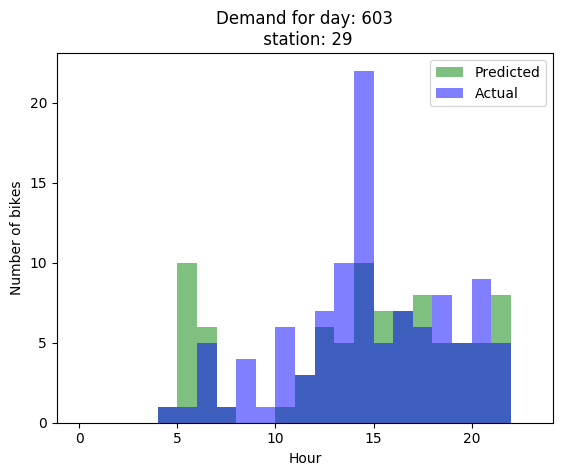 Demand for day: 603
station: 29
Predicted
Actual
Number of bikes
20
15
10
5
0
0
5
10
15
20
Hour